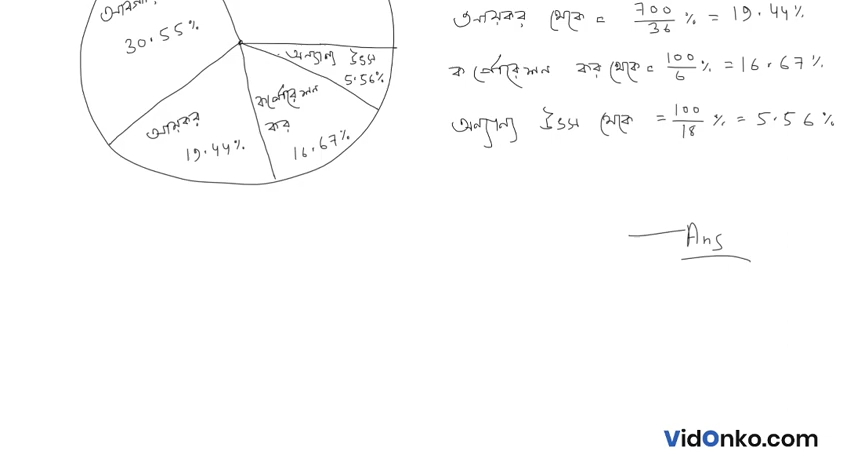 আবগা
30.55%
অন্যান্য উৎস
5.56%
কর্পোরেশন
কর
16.67%
আয়কর
19.44%
আয়কর থেকে = 700/36 % = 19.44%
কর্পোরেশন কর থেকে = 100/6 % = 16.67%
অন্যান্য উৎস থেকে = 100/18 % = 5.56%
Ans
VidOnko.com